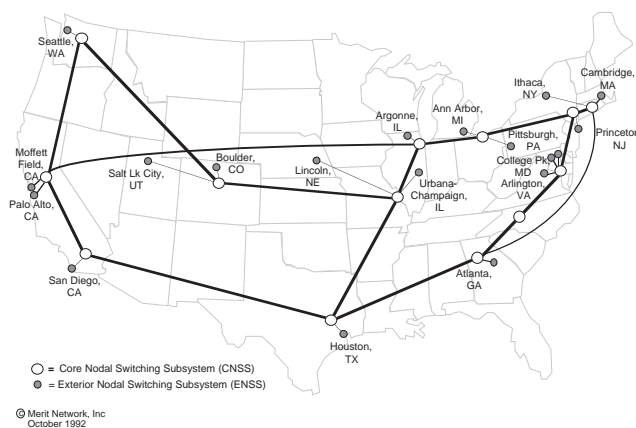 Seattle,
WA
Cambridge,
MA
Ithaca,
NY
Argonne,
IL
Ann Arbor,
MI
Pittsburgh,
PA
Princeton
NJ
Moffett
Field,
CA
Palo Alto,
CA
Salt Lk City,
UT
Boulder,
CO
Lincoln,
NE
Urbana-
Champaign,
IL
College Pk,
MD
Arlington,
VA
San Diego,
CA
Atlanta,
GA
Houston,
TX
= Core Nodal Switching Subsystem (CNSS)
= Exterior Nodal Switching Subsystem (ENSS)
© Merit Network, Inc
October 1992